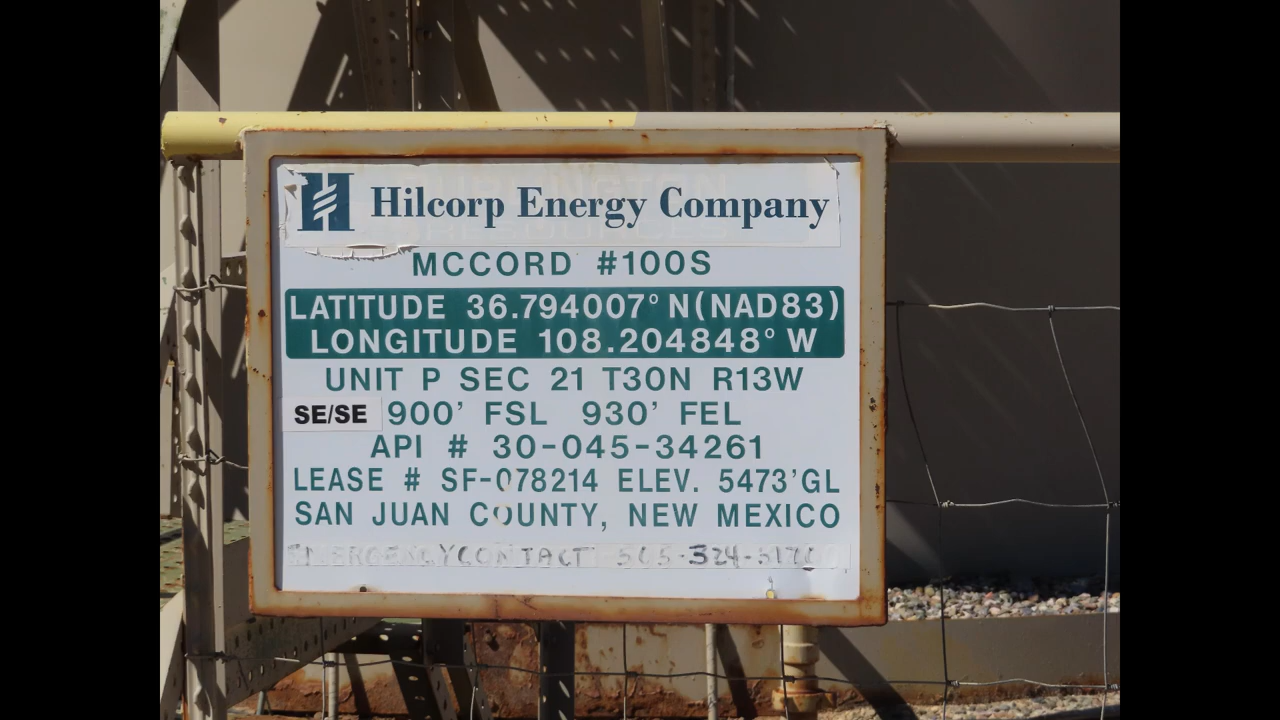 Hilcorp Energy Company
MCCORD #100S
LATITUDE 36.794007° N(NAD83)
LONGITUDE 108.204848° W
UNIT P SEC 21 T30N R13W
SE/SE 900' FSL 930' FEL
API # 30-045-34261
LEASE # SF-078214 ELEV. 5473'GL
SAN JUAN COUNTY, NEW MEXICO
EMERGENCY CONTACT 505-324-